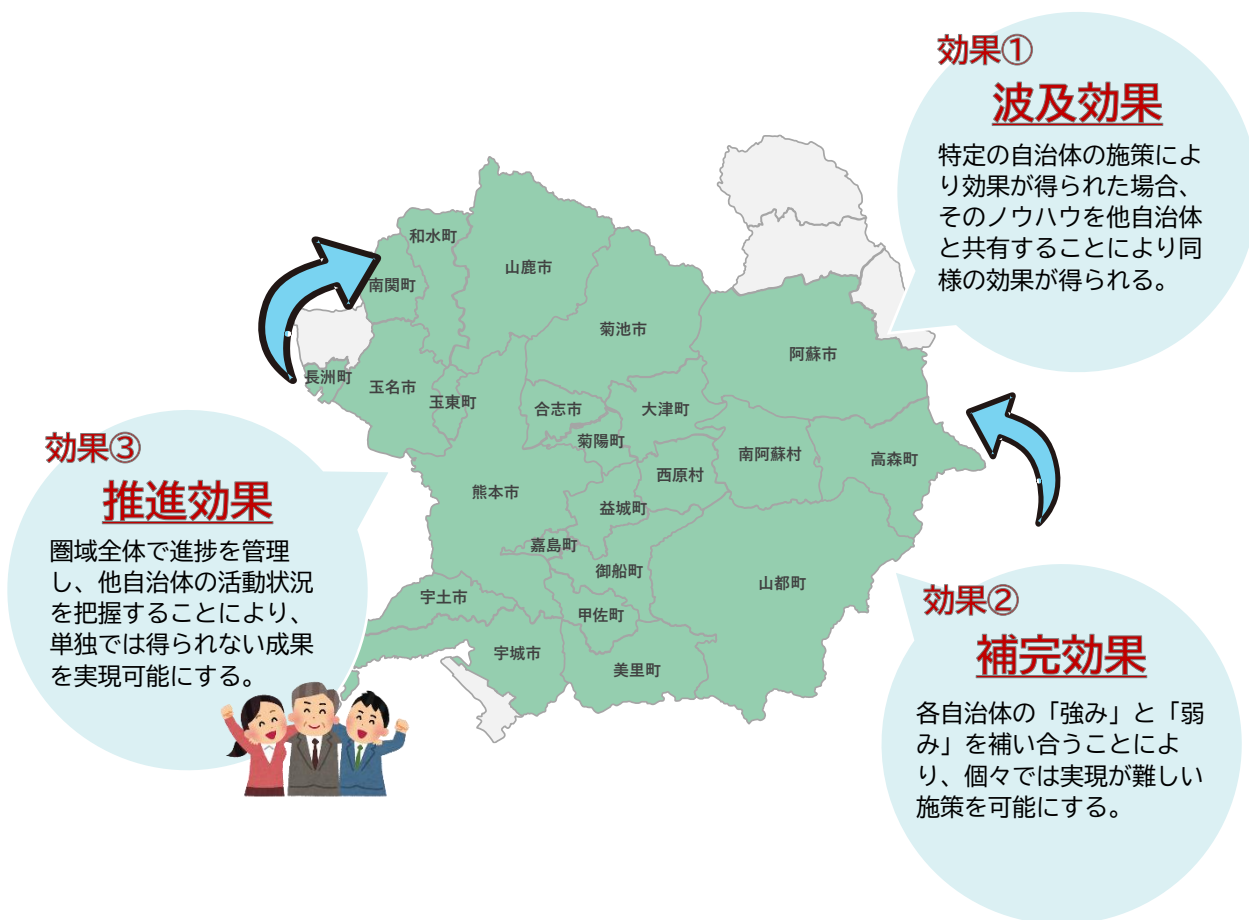 効果①
波及効果
特定の自治体の施策によ
り効果が得られた場合、
そのノウハウを他自治体
と共有することにより同
様の効果が得られる。
和水町
南関町
山鹿市
菊池市
阿蘇市
長洲町
玉名市
玉東町
合志市
大津町
菊陽町
南阿蘇村
高森町
西原村
熊本市
益城町
嘉島町
御船町
山都町
宇土市
甲佐町
宇城市
美里町
効果③
推進効果
圏域全体で進捗を管理
し、他自治体の活動状況
を把握することにより、
単独では得られない成果
を実現可能にする。
効果②
補完効果
各自治体の「強み」と「弱
み」を補い合うことによ
り、個々では実現が難しい
施策を可能にする。